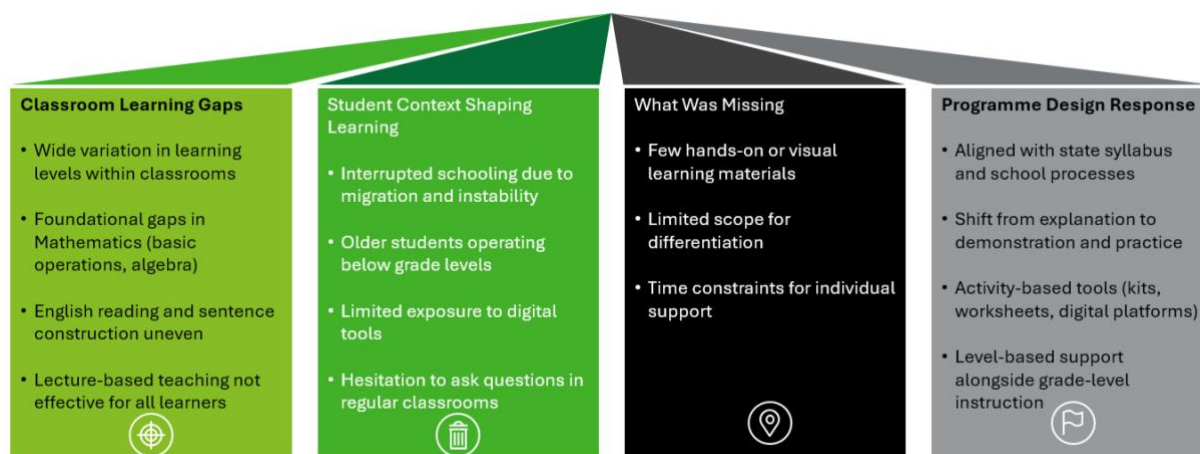 Classroom Learning Gaps
• Wide variation in learning
levels within classrooms
• Foundational gaps in
Mathematics (basic
operations, algebra)
• English reading and sentence
construction uneven
• Lecture-based teaching not
effective for all learners
Student Context Shaping
Learning
• Interrupted schooling due to
migration and instability
• Older students operating
below grade levels
• Limited exposure to digital
tools
• Hesitation to ask questions in
regular classrooms
What Was Missing
• Few hands-on or visual
learning materials
• Limited scope for
differentiation
• Time constraints for individual
support
Programme Design Response
• Aligned with state syllabus
and school processes
• Shift from explanation to
demonstration and practice
• Activity-based tools (kits,
worksheets, digital platforms)
• Level-based support
alongside grade-level
instruction